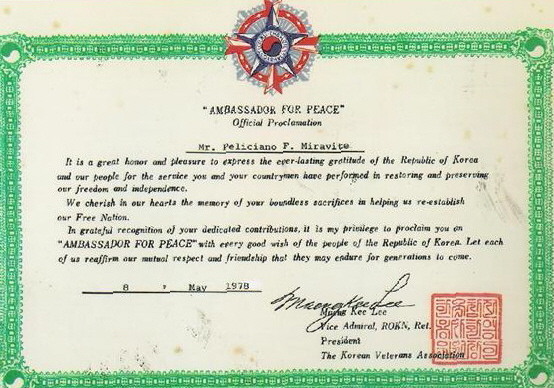 "AMBASSADOR FOR PEACE"
Official Proclamation
Mr. Feliciano F. Miravite
It is a great honor and pleasure to express the ever-lasting gratitude of the Republic of Korea
and our people for the service you and your countrymen have performed in restoring and preserving
our freedom and independence.
We cherish in our hearts the memory of your boundless sacrifices in helping us re-establish
our Free Nation.
In grateful recognition of your dedicated contributions, it is my privilege to proclaim you an
"AMBASSADOR FOR PEACE" with every good wish of the people of the Republic of Korea. Let each
of us reaffirm our mutual respect and friendship that they may endure for generations to come.
8 , May 1978
Maeng Kee Lee
Maeng Kee Lee
Vice Admiral, ROKN, Ret.
President
The Korean Veterans Association